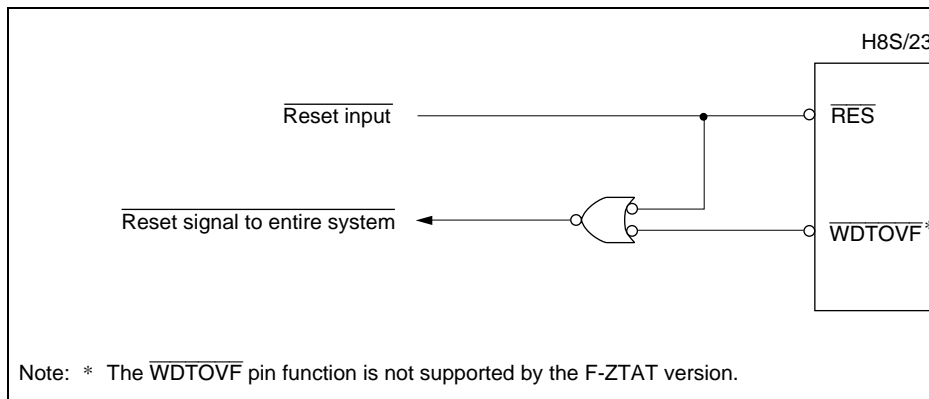 H8S/23
Reset input
RES
Reset signal to entire system
WDTOVF*
Note: * The WDTOVF pin function is not supported by the F-ZTAT version.